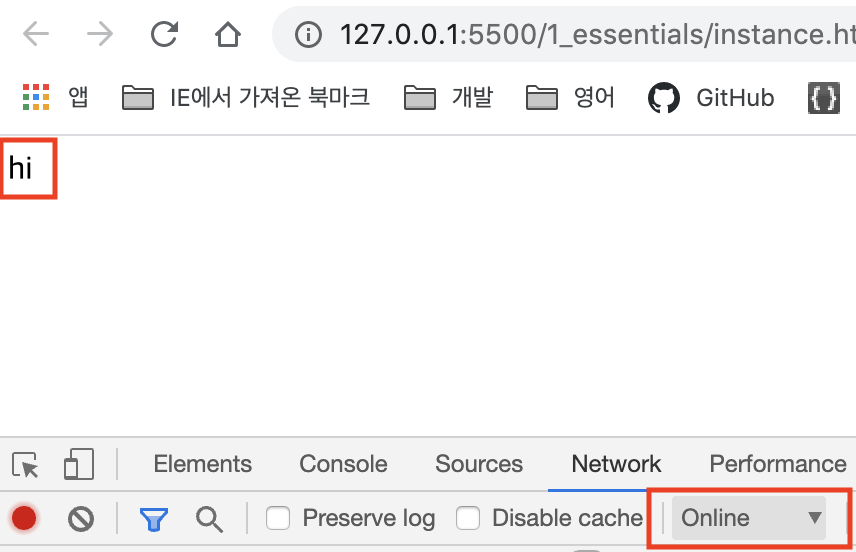 127.0.0.1:5500/1_essentials/instance.ht
앱 IE에서 가져온 북마크 개발 영어 GitHub {}
hi
Elements Console Sources Network Performance
Preserve log Disable cache Online